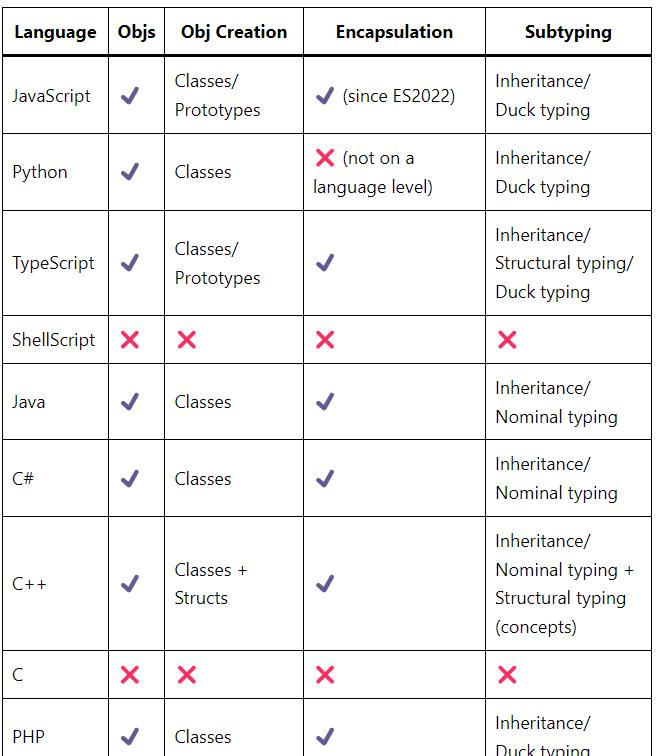 Language Objs Obj Creation Encapsulation Subtyping
JavaScript ✔ Classes/ Prototypes ✔ (since ES2022) Inheritance/ Duck typing
Python ✔ Classes ❌ (not on a language level) Inheritance/ Duck typing
TypeScript ✔ Classes/ Prototypes ✔ Inheritance/ Structural typing/ Duck typing
ShellScript ❌ ❌ ❌ ❌
Java ✔ Classes ✔ Inheritance/ Nominal typing
C# ✔ Classes ✔ Inheritance/ Nominal typing
C++ ✔ Classes + Structs ✔ Inheritance/ Nominal typing + Structural typing (concepts)
C ❌ ❌ ❌ ❌
PHP ✔ Classes ✔ Inheritance/ Duck typing